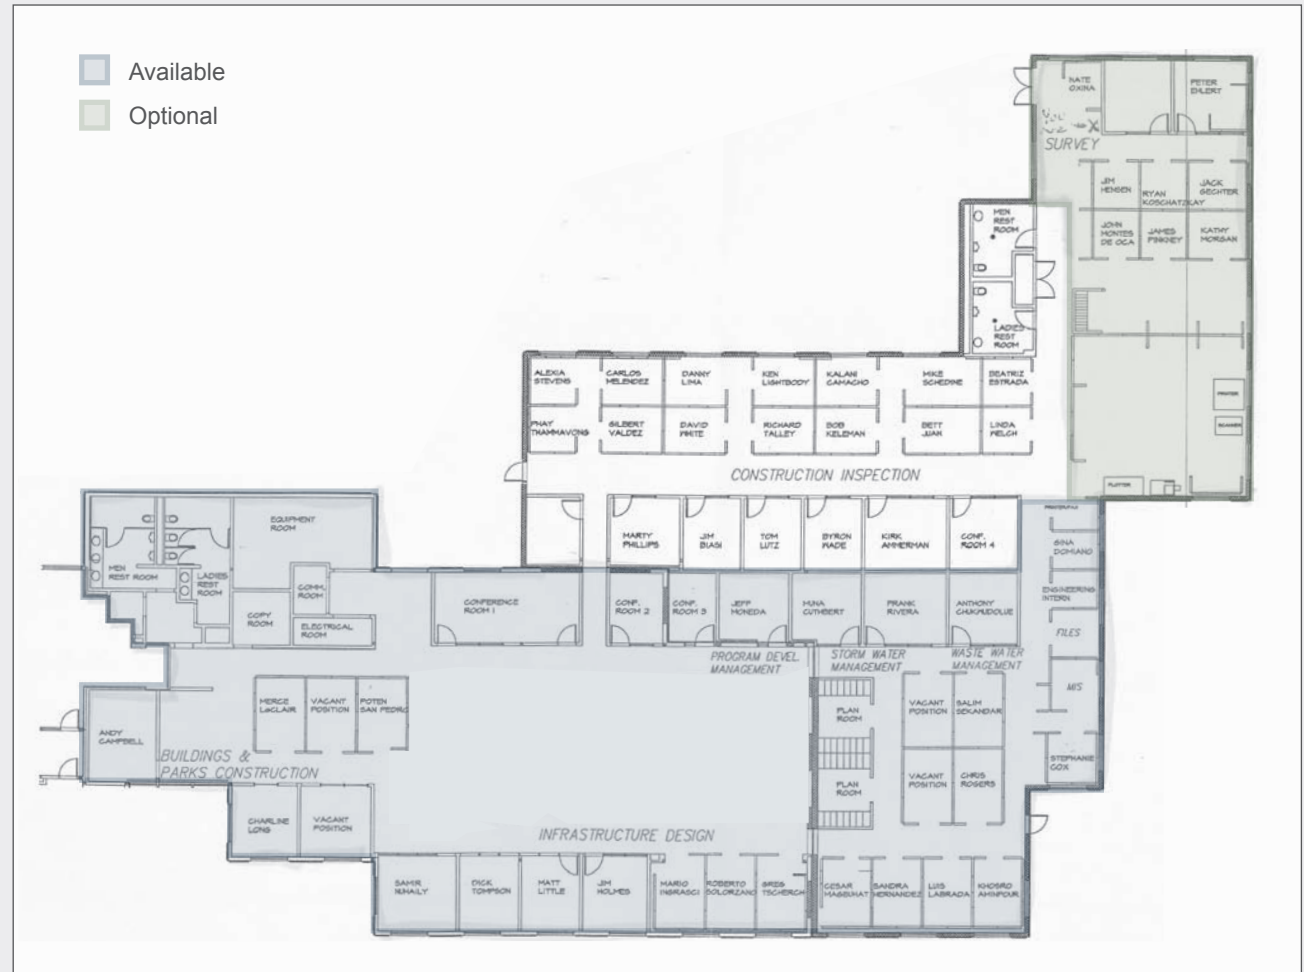 Available
Optional
NATE
OXINA
PETER
EHLERT
SURVEY
JIM
HENSEN
RYAN
KOSCHATZKAY
JACK
GECHTER
JOHN
MONTES
DE OCA
JAMES
PINKNEY
KATHY
MORGAN
MEN
REST
ROOM
LADIES
REST
ROOM
PRINTER
SCANNER
PLOTTER
ALEXIA
STEVENS
CARLOS
MELENDEZ
DANNY
LIMA
KEN
LIGHTBODY
KALANI
CAMACHO
MIKE
SCHEDINE
BEATRIZ
ESTRADA
PHAY
THAMMAVONG
GILBERT
VALDEZ
DAVID
WHITE
RICHARD
TALLEY
BOB
KELEMAN
BETT
JUAN
LINDA
WELCH
CONSTRUCTION INSPECTION
MARTY
PHILLIPS
JIM
BIASI
TOM
LUTZ
BYRON
WADE
KIRK
AMMERMAN
CONF.
ROOM 4
GINA
DOMIANO
ENGINEERING
INTERN
FILES
MIS
STEPHANIE
COX
EQUIPMENT
ROOM
MEN
REST ROOM
LADIES
REST
ROOM
COMM.
ROOM
COPY
ROOM
ELECTRICAL
ROOM
CONFERENCE
ROOM 1
CONF.
ROOM 2
CONF.
ROOM 3
JEFF
MONEDA
MUNA
CUTHBERT
FRANK
RIVERA
ANTHONY
CHUKUDOLUE
PROGRAM DEVEL
MANAGEMENT
STORM WATER
MANAGEMENT
WASTE WATER
MANAGEMENT
MERCE
LeCLAIR
VACANT
POSITION
POTEN
SAN PEDRO
ANDY
CAMPBELL
BUILDINGS &
PARKS CONSTRUCTION
PLAN
ROOM
VACANT
POSITION
SALIM
SEKANDAR
PLAN
ROOM
VACANT
POSITION
CHRIS
ROGERS
CHARLINE
LONG
VACANT
POSITION
INFRASTRUCTURE DESIGN
SAMIR
NUHAILY
DICK
TOMPSON
MATT
LITTLE
JIM
HOLMES
MARIO
INGRASCI
ROBERTO
SOLORZANO
GREG
TSCHERCH
CESAR
SANDRA
HERNANDEZ
LUIS
LABRADA
KHOSRO
AMINPOUR